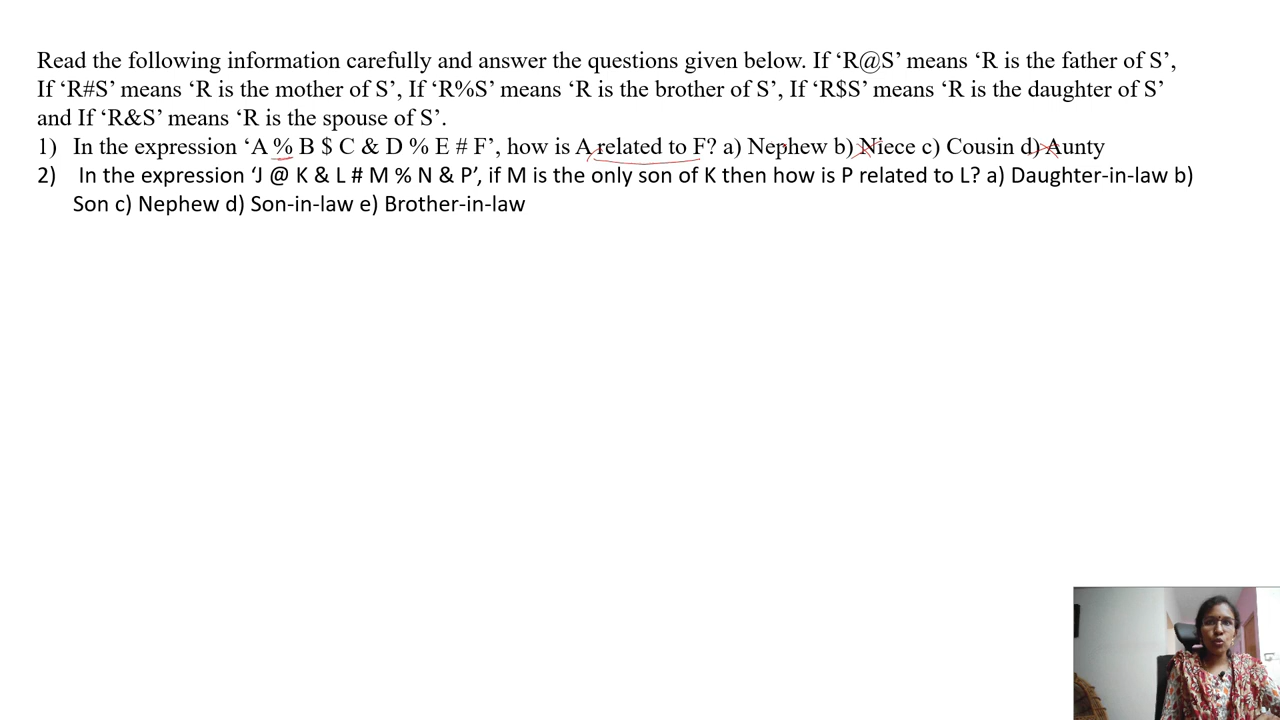 Read the following information carefully and answer the questions given below. If ‘R@S’ means ‘R is the father of S’,
If ‘R#S’ means ‘R is the mother of S’, If ‘R%S’ means ‘R is the brother of S’, If ‘R$S’ means ‘R is the daughter of S’
and If ‘R&S’ means ‘R is the spouse of S’.
1) In the expression ‘A % B $ C & D % E # F’, how is A related to F? a) Nephew b) Niece c) Cousin d) Aunty
2) In the expression ‘J @ K & L # M % N & P’, if M is the only son of K then how is P related to L? a) Daughter-in-law b)
Son c) Nephew d) Son-in-law e) Brother-in-law